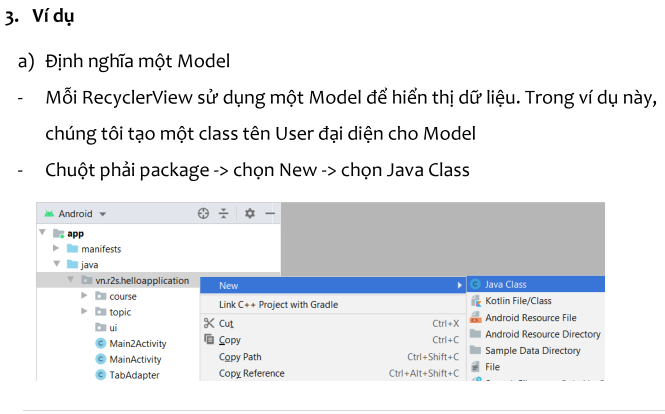 3. Ví dụ
a) Định nghĩa một Model
- Mỗi RecyclerView sử dụng một Model để hiển thị dữ liệu. Trong ví dụ này,
chúng tôi tạo một class tên User đại diện cho Model
- Chuột phải package -> chọn New -> chọn Java Class
Android
app
manifests
java
vn.r2s.helloapplication
course
topic
ui
Main2Activity
MainActivity
TabAdapter
New
Link C++ Project with Gradle
Cut Ctrl+X
Copy Ctrl+C
Copy Path Ctrl+Shift+C
Copy Reference Ctrl+Alt+Shift+C
Java Class
Kotlin File/Class
Android Resource File
Android Resource Directory
Sample Data Directory
File